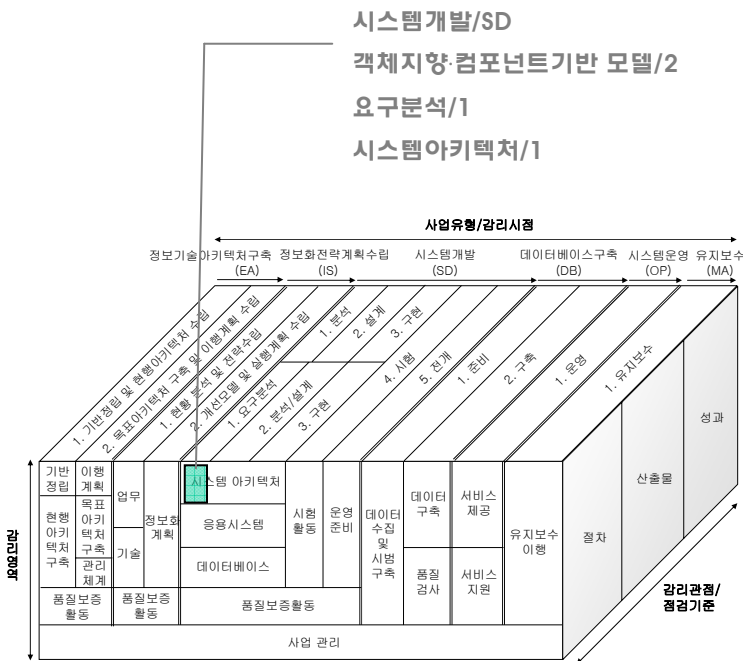 시스템개발/SD
객체지향·컴포넌트기반 모델/2
요구분석/1
시스템아키텍처/1
사업유형/감리시점
정보기술아키텍처구축
(EA)
정보화전략계획수립
(IS)
시스템개발
(SD)
데이터베이스구축
(DB)
시스템운영
(OP)
유지보수
(MA)
1. 기반정립 및 현행아키텍처 수립
2. 목표아키텍처 구축 및 이행계획 수립
1. 현황 분석 및 전략수립
2. 개선모델 및 실행계획 수립
1. 분석
2. 설계
3. 구현
1. 요구분석
2. 분석/설계
3. 구현
4. 시험
5. 전개
1. 준비
2. 구축
1. 운영
1. 유지보수
감리영역
기반
정립
이행
계획
현행
아키
텍처
구축
목표
아키
텍처
구축
관리
체계
업무
기술
정보화
계획
시스템 아키텍처
응용시스템
데이터베이스
시험
활동
운영
준비
데이터
수집
및
시범
구축
데이터
구축
품질
검사
서비스
제공
서비스
지원
유지보수
이행
품질보증
활동
품질보증
활동
품질보증활동
사업 관리
절차
산출물
성과
감리관점/
점검기준